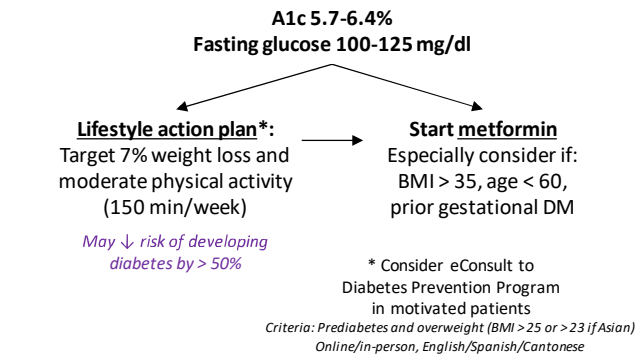 A1c 5.7-6.4%
Fasting glucose 100-125 mg/dl
Lifestyle action plan*:
Target 7% weight loss and
moderate physical activity
(150 min/week)
May ↓ risk of developing
diabetes by > 50%
Start metformin
Especially consider if:
BMI > 35, age < 60,
prior gestational DM
* Consider eConsult to
Diabetes Prevention Program
in motivated patients
Criteria: Prediabetes and overweight (BMI > 25 or > 23 if Asian)
Online/in-person, English/Spanish/Cantonese